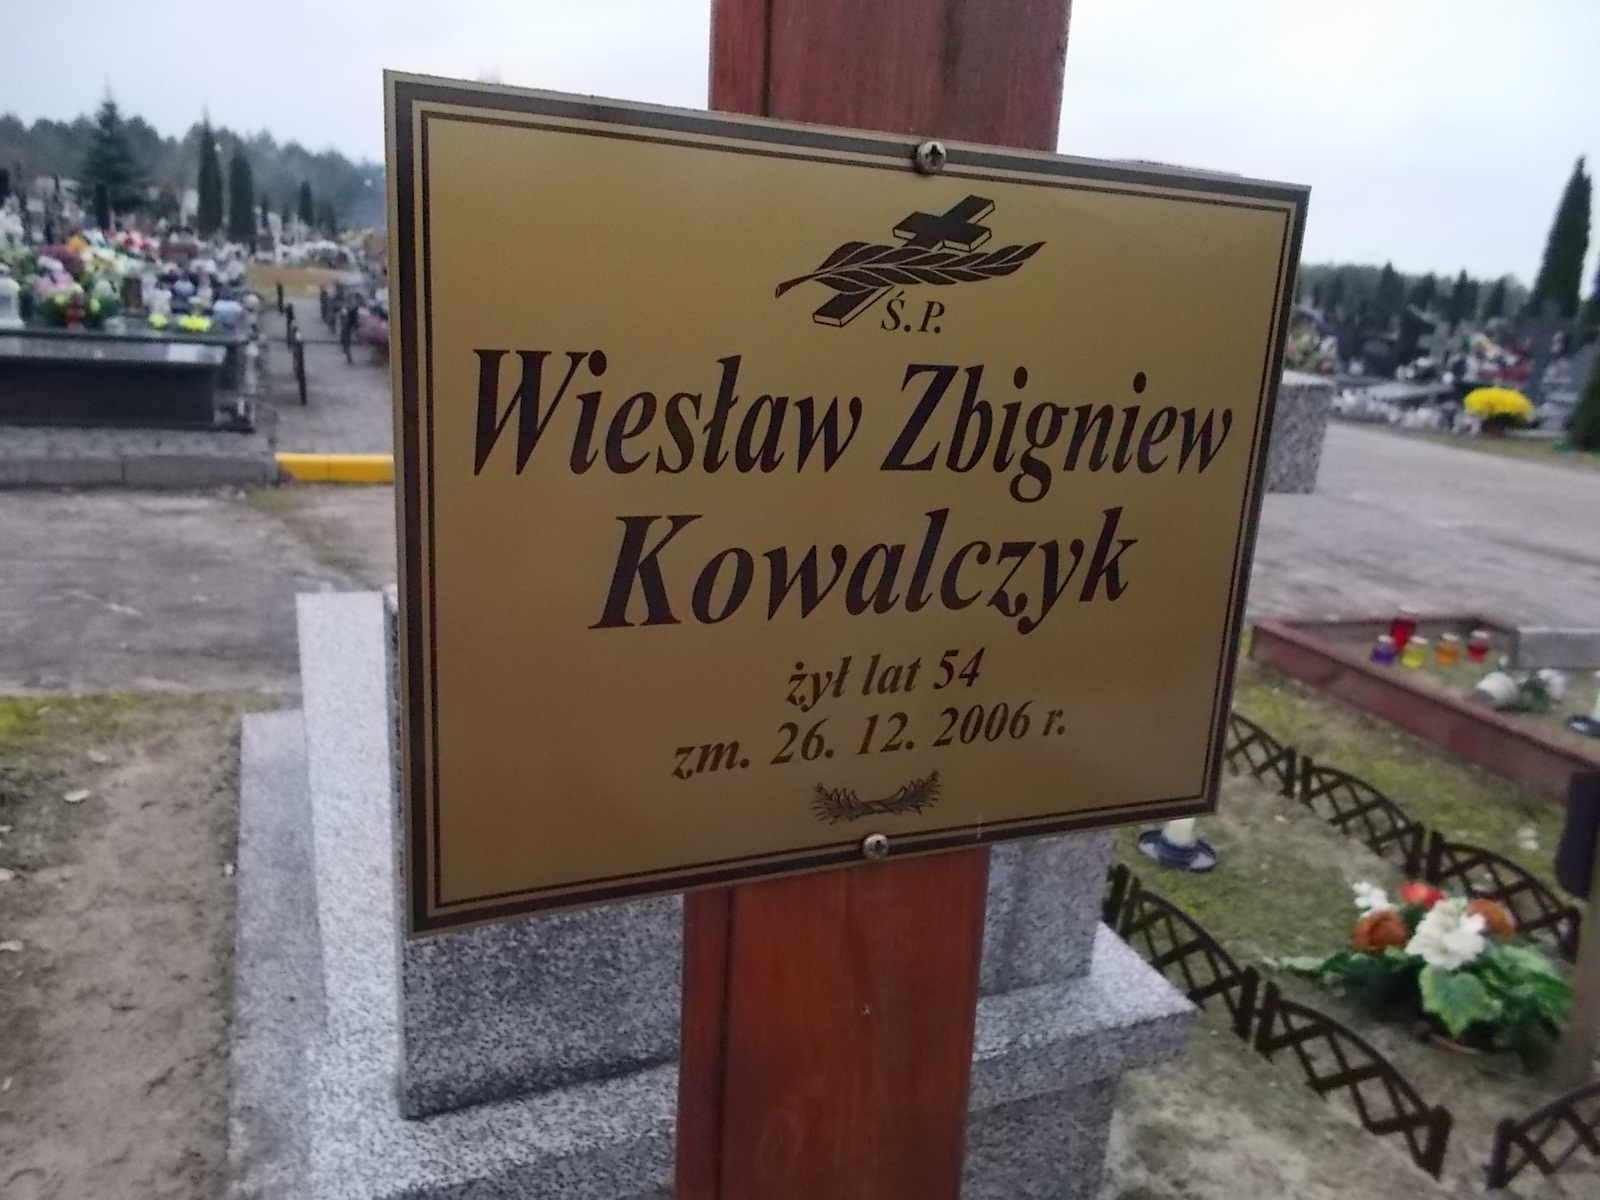 Ś.P.
Wiesław Zbigniew
Kowalczyk
żył lat 54
zm. 26. 12. 2006 r.